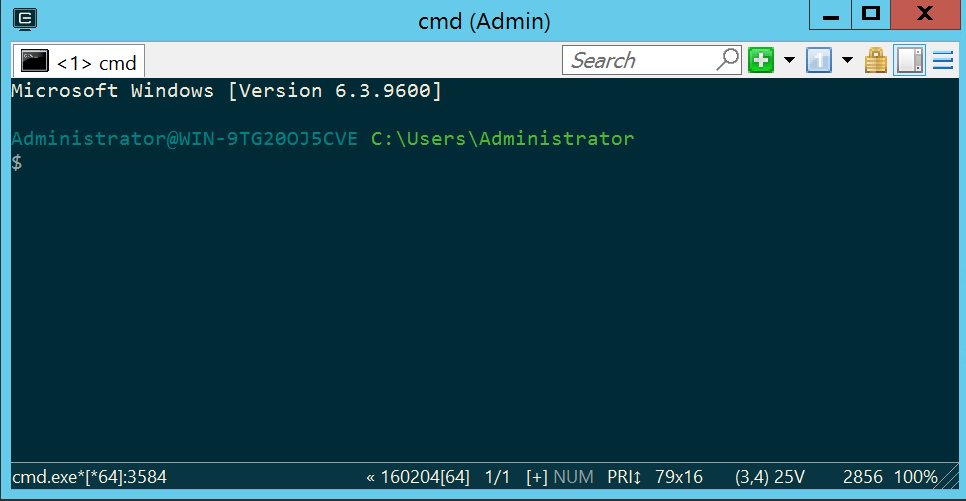 cmd (Admin)
<1> cmd
Search
Microsoft Windows [Version 6.3.9600]
Administrator@WIN-9TG20OJ5CVE C:\Users\Administrator
$
cmd.exe*[*64]:3584 « 160204[64] 1/1 [+] NUM PRI↕ 79x16 (3,4) 25V 2856 100%